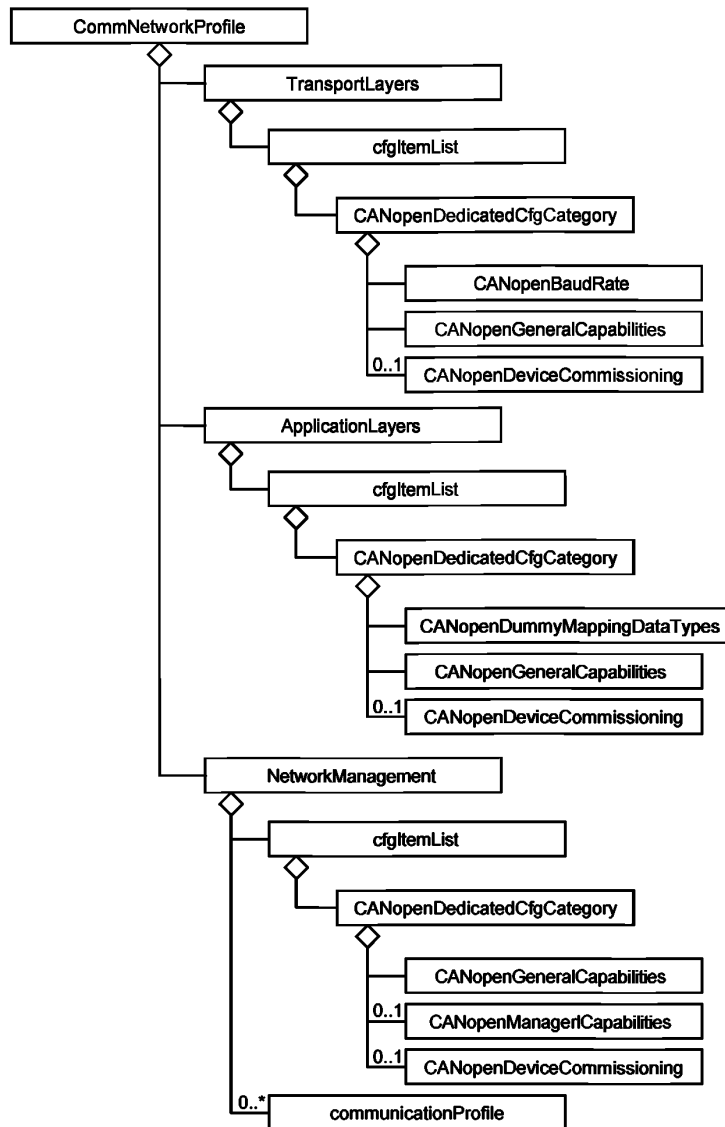 CommNetworkProfile
TransportLayers
cfgItemList
CANopenDedicatedCfgCategory
CANopenBaudRate
CANopenGeneralCapabilities
0..1
CANopenDeviceCommissioning
ApplicationLayers
cfgItemList
CANopenDedicatedCfgCategory
CANopenDummyMappingDataTypes
CANopenGeneralCapabilities
0..1
CANopenDeviceCommissioning
NetworkManagement
cfgItemList
CANopenDedicatedCfgCategory
CANopenGeneralCapabilities
0..1
CANopenManagerlCapabilities
0..1
CANopenDeviceCommissioning
0..*
communicationProfile